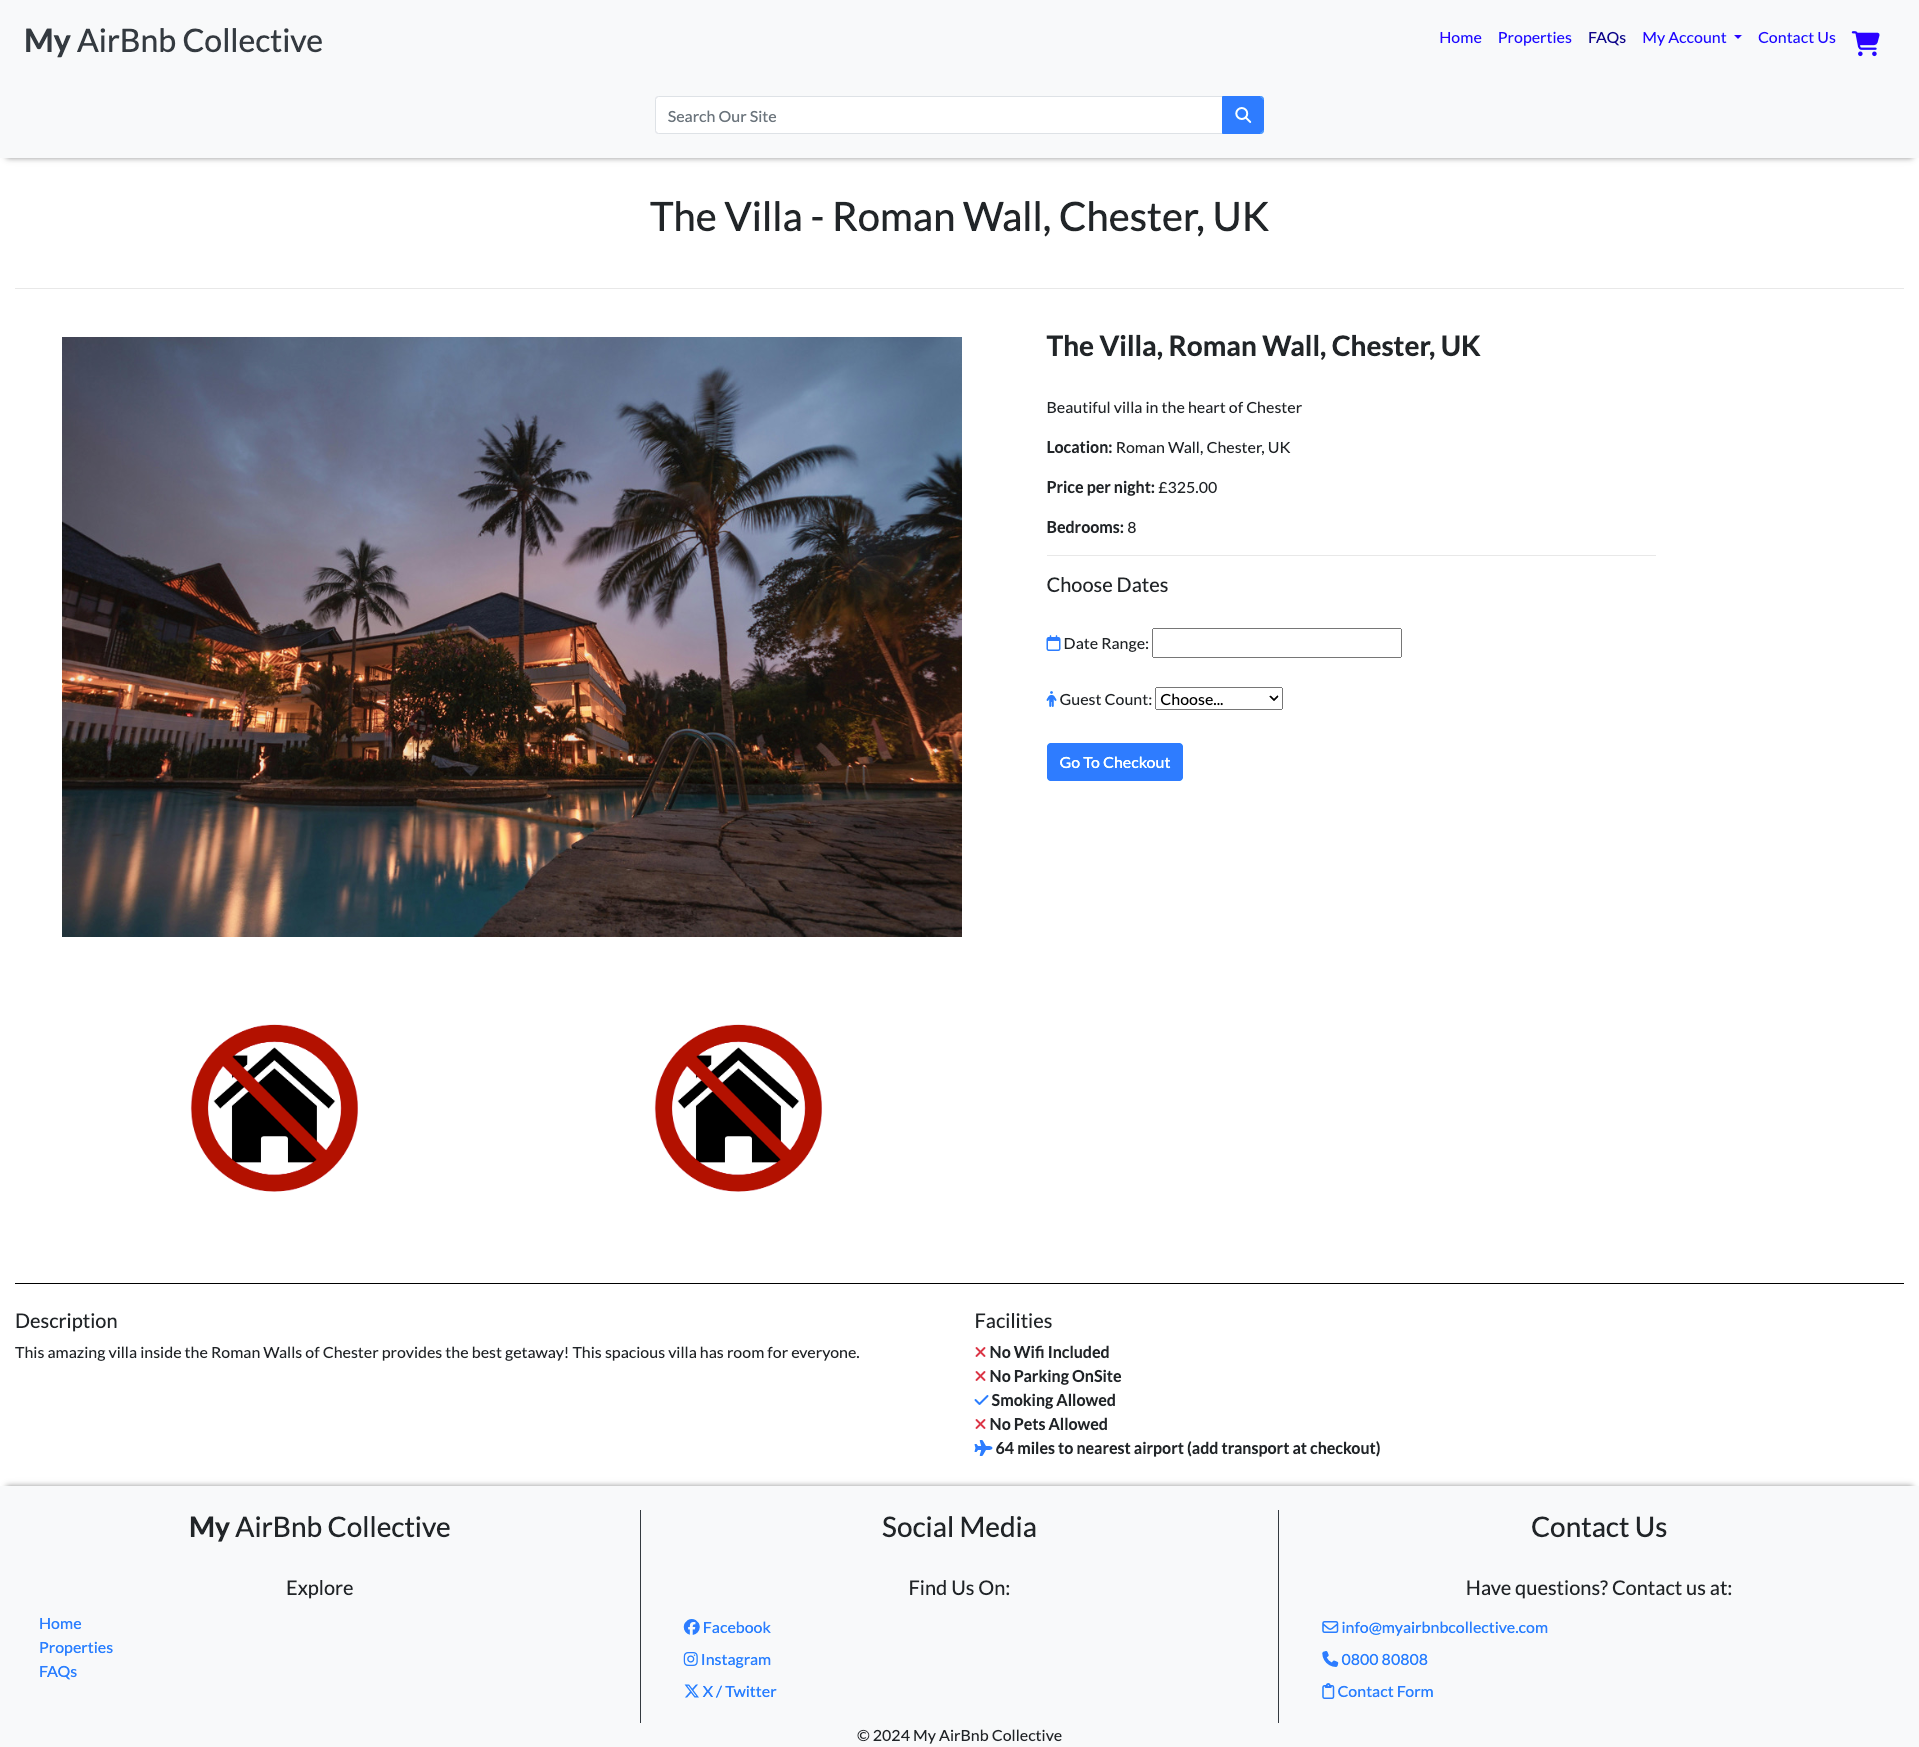 My AirBnb Collective
Home Properties FAQs My Account Contact Us
Search Our Site
The Villa - Roman Wall, Chester, UK
The Villa, Roman Wall, Chester, UK
Beautiful villa in the heart of Chester
Location: Roman Wall, Chester, UK
Price per night: £325.00
Bedrooms: 8
Choose Dates
Date Range:
Guest Count: Choose...
Go To Checkout
Description
This amazing villa inside the Roman Walls of Chester provides the best getaway! This spacious villa has room for everyone.
Facilities
No Wifi Included
No Parking OnSite
Smoking Allowed
No Pets Allowed
64 miles to nearest airport (add transport at checkout)
My AirBnb Collective
Explore
Home
Properties
FAQs
Social Media
Find Us On:
Facebook
Instagram
X / Twitter
Contact Us
Have questions? Contact us at:
info@myairbnbcollective.com
0800 80808
Contact Form
© 2024 My AirBnb Collective